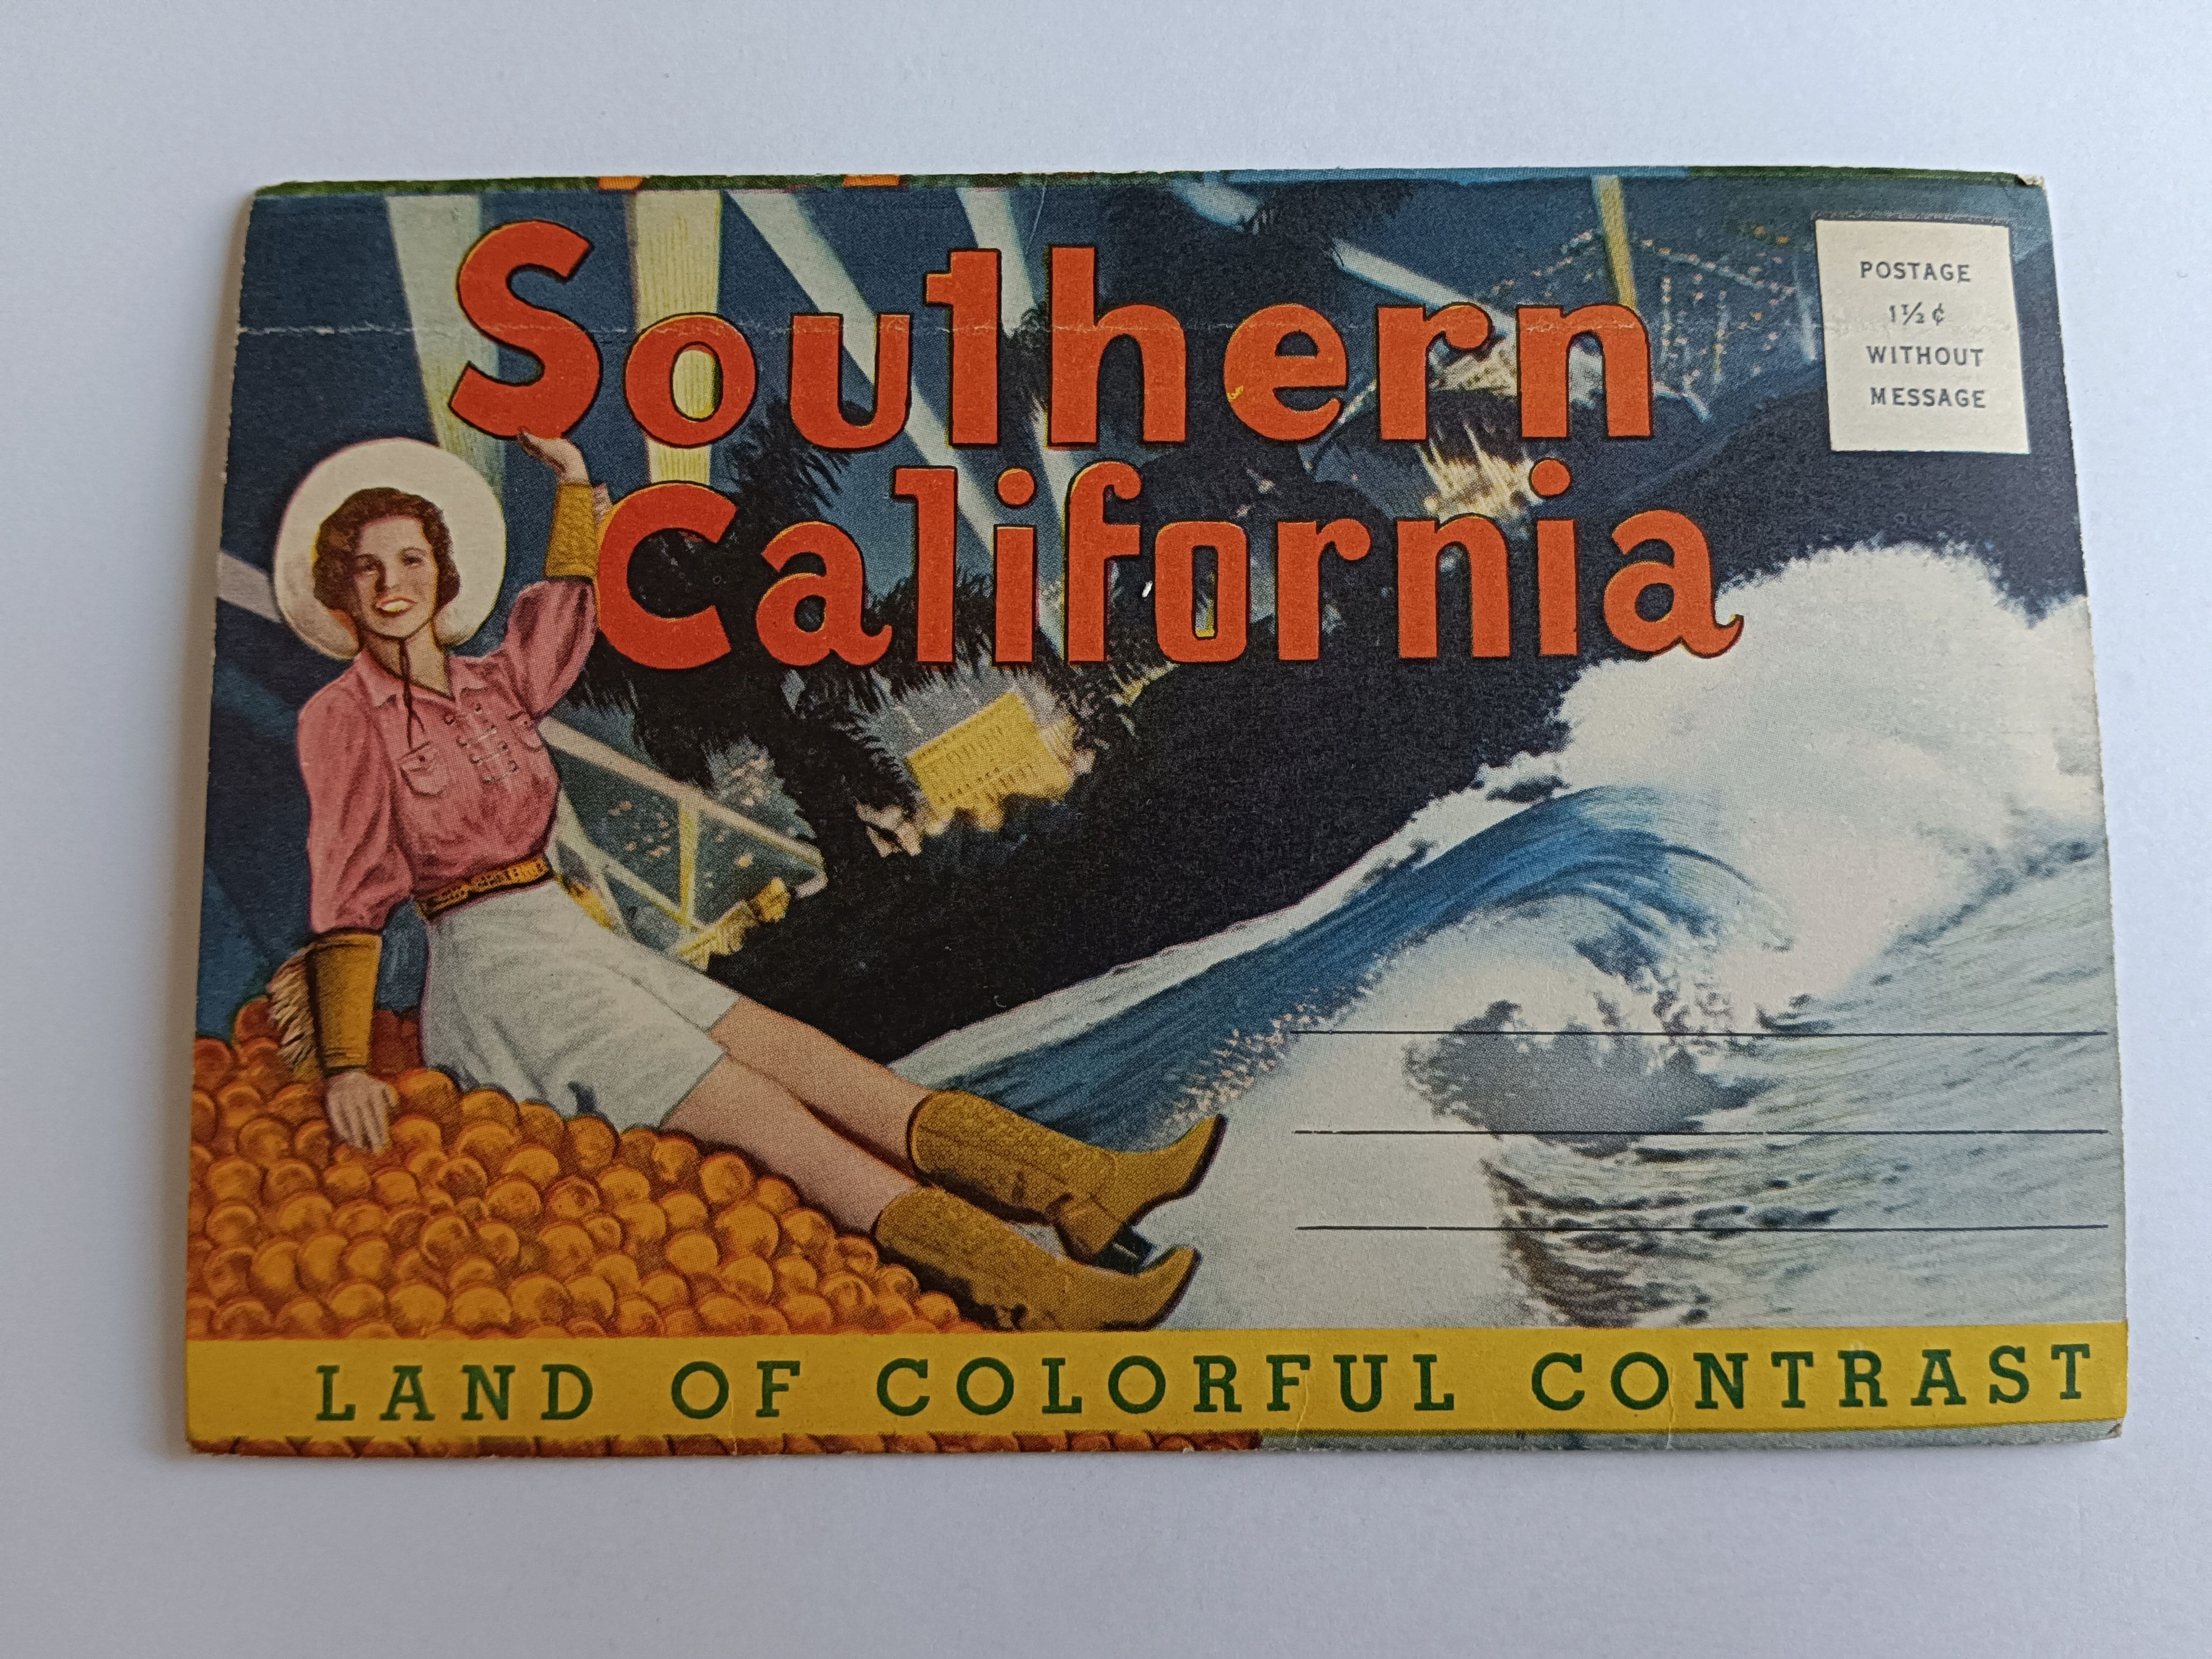 Southern
California
POSTAGE
1½¢
WITHOUT
MESSAGE
LAND OF COLORFUL CONTRAST